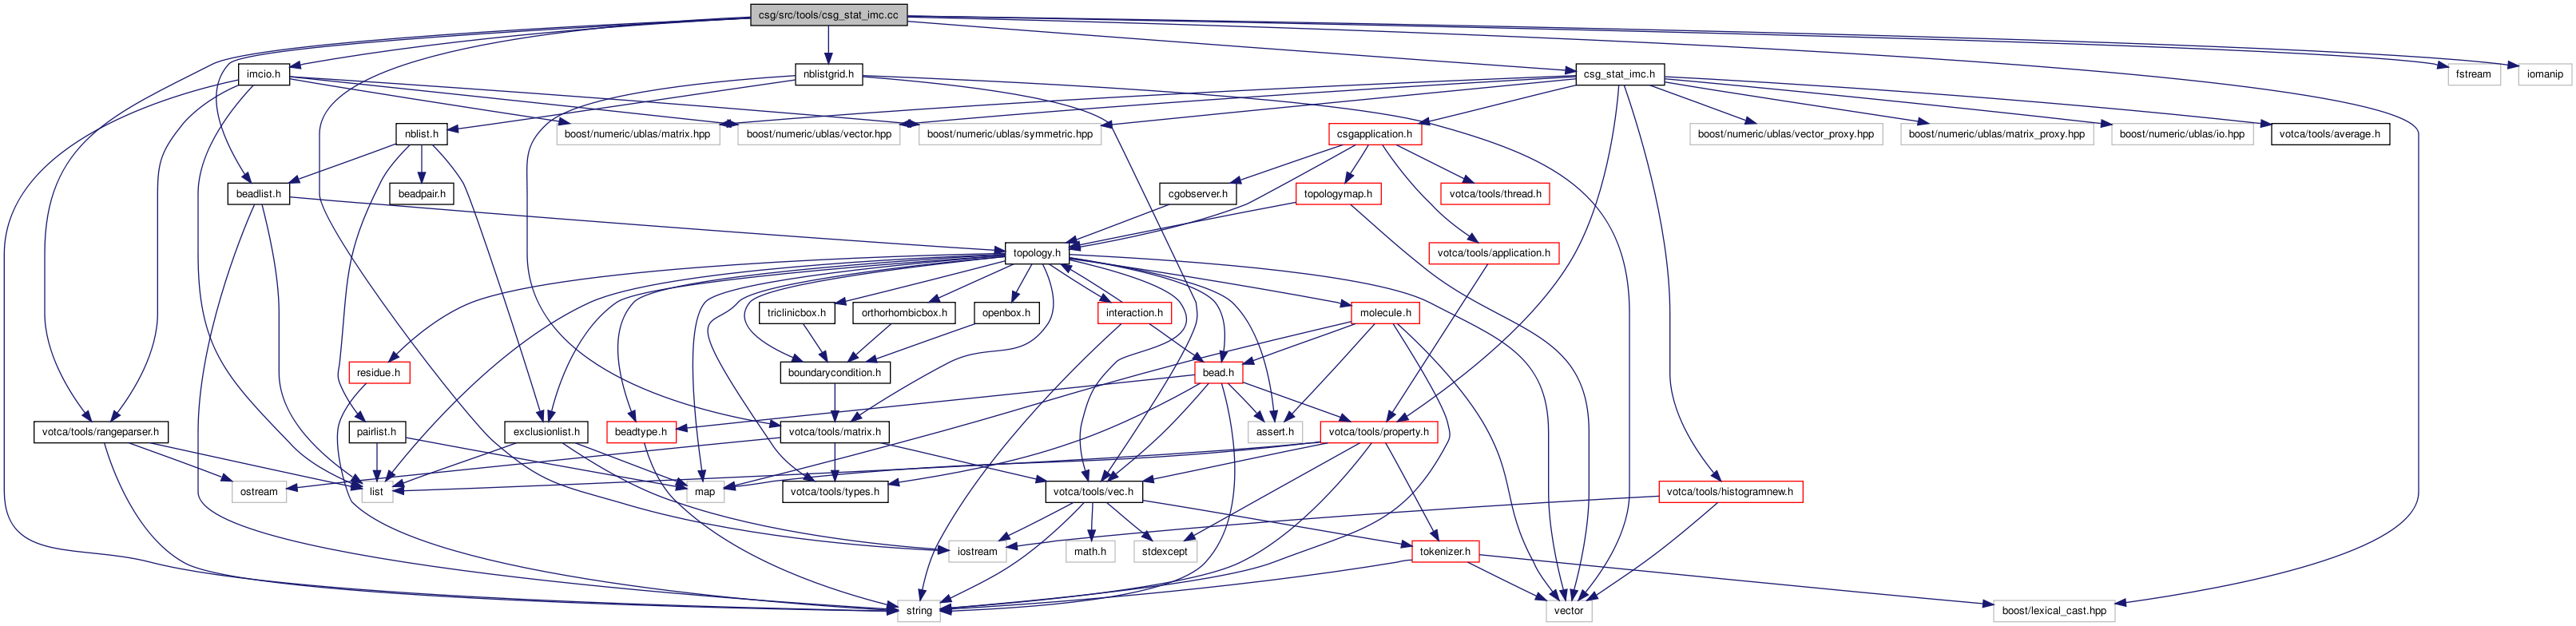 csg/src/tools/csg_stat_imc.cc
imcio.h
nblistgrid.h
csg_stat_imc.h
fstream
iomanip
nblist.h
boost/numeric/ublas/matrix.hpp
boost/numeric/ublas/vector.hpp
boost/numeric/ublas/symmetric.hpp
csgapplication.h
boost/numeric/ublas/vector_proxy.hpp
boost/numeric/ublas/matrix_proxy.hpp
boost/numeric/ublas/io.hpp
votca/tools/average.h
beadlist.h
beadpair.h
cgobserver.h
topologymap.h
votca/tools/thread.h
topology.h
votca/tools/application.h
triclinicbox.h
orthorhombicbox.h
openbox.h
interaction.h
molecule.h
residue.h
boundarycondition.h
bead.h
votca/tools/rangeparser.h
pairlist.h
exclusionlist.h
beadtype.h
votca/tools/matrix.h
assert.h
votca/tools/property.h
ostream
list
map
votca/tools/types.h
votca/tools/vec.h
votca/tools/histogramnew.h
iostream
math.h
stdexcept
tokenizer.h
string
vector
boost/lexical_cast.hpp